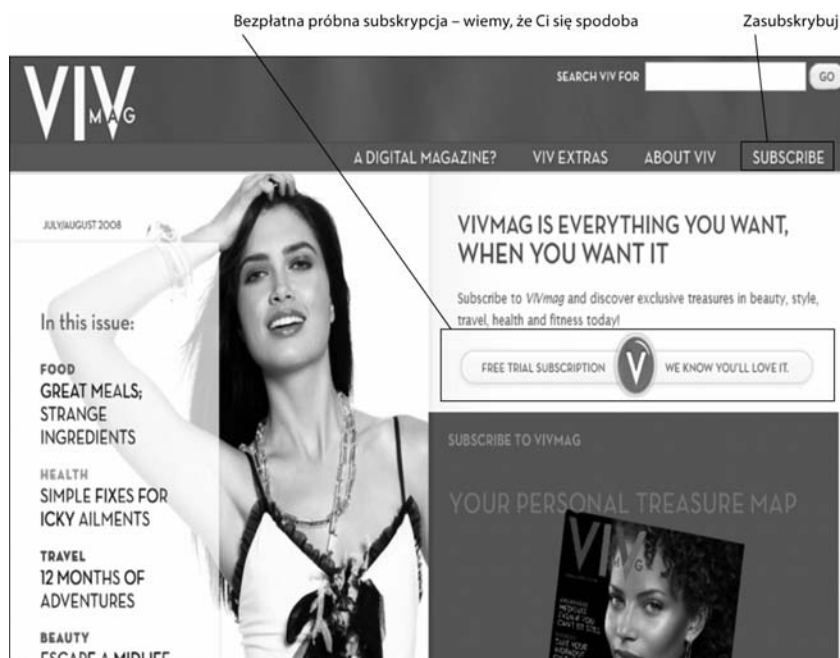 Bezpłatna próbna subskrypcja – wiemy, że Ci się spodoba
Zasubskrybuj
VIV
MAG
SEARCH VIV FOR
GO
A DIGITAL MAGAZINE?
VIV EXTRAS
ABOUT VIV
SUBSCRIBE
JULY/AUGUST 2008
In this issue:
FOOD
GREAT MEALS;
STRANGE
INGREDIENTS
HEALTH
SIMPLE FIXES FOR
ICKY AILMENTS
TRAVEL
12 MONTHS OF
ADVENTURES
BEAUTY
ESCAPE A MIDLIFE
VIVMAG IS EVERYTHING YOU WANT,
WHEN YOU WANT IT
Subscribe to VIVmag and discover exclusive treasures in beauty, style,
travel, health and fitness today!
FREE TRIAL SUBSCRIPTION
V
WE KNOW YOU'LL LOVE IT.
SUBSCRIBE TO VIVMAG
YOUR PERSONAL TREASURE MAP
VIV
MAG